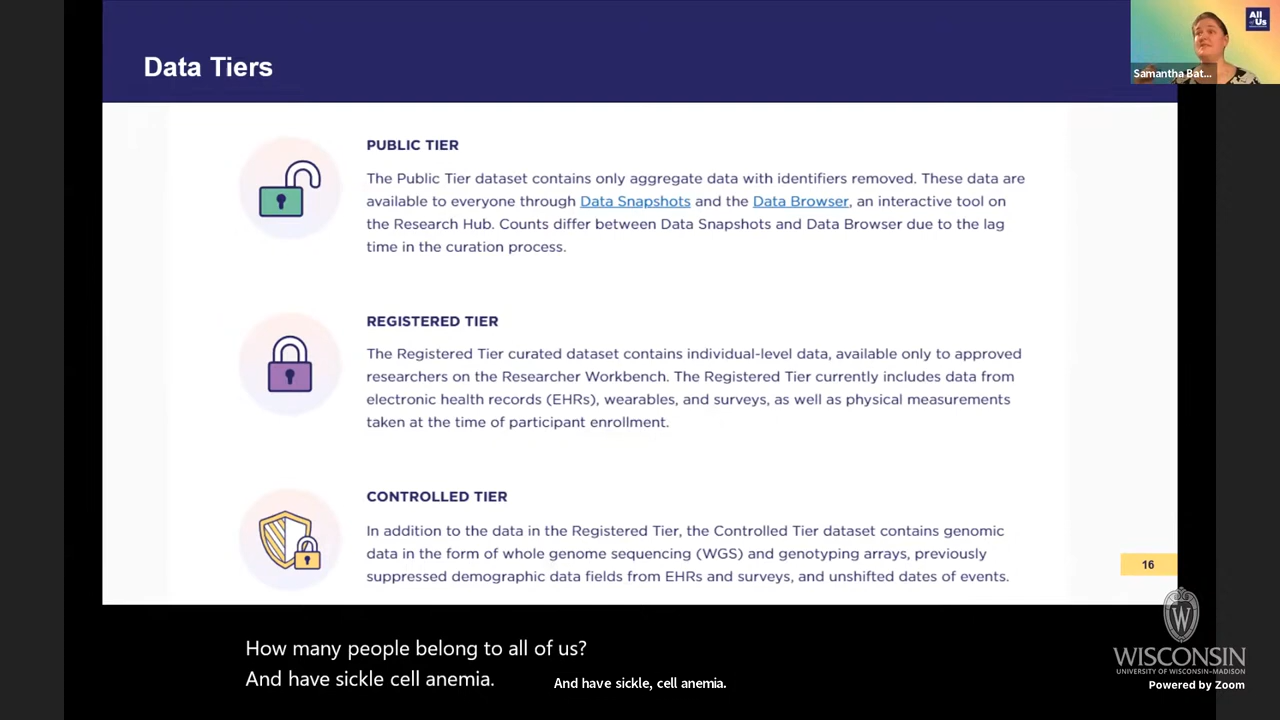 Data Tiers
All
of Us
Samantha Bat...
PUBLIC TIER
The Public Tier dataset contains only aggregate data with identifiers removed. These data are
available to everyone through Data Snapshots and the Data Browser, an interactive tool on
the Research Hub. Counts differ between Data Snapshots and Data Browser due to the lag
time in the curation process.
REGISTERED TIER
The Registered Tier curated dataset contains individual-level data, available only to approved
researchers on the Researcher Workbench. The Registered Tier currently includes data from
electronic health records (EHRs), wearables, and surveys, as well as physical measurements
taken at the time of participant enrollment.
CONTROLLED TIER
In addition to the data in the Registered Tier, the Controlled Tier dataset contains genomic
data in the form of whole genome sequencing (WGS) and genotyping arrays, previously
suppressed demographic data fields from EHRs and surveys, and unshifted dates of events.
16
How many people belong to all of us?
And have sickle cell anemia.
And have sickle, cell anemia.
W
WISCONSIN
UNIVERSITY OF WISCONSIN–MADISON
Powered by Zoom